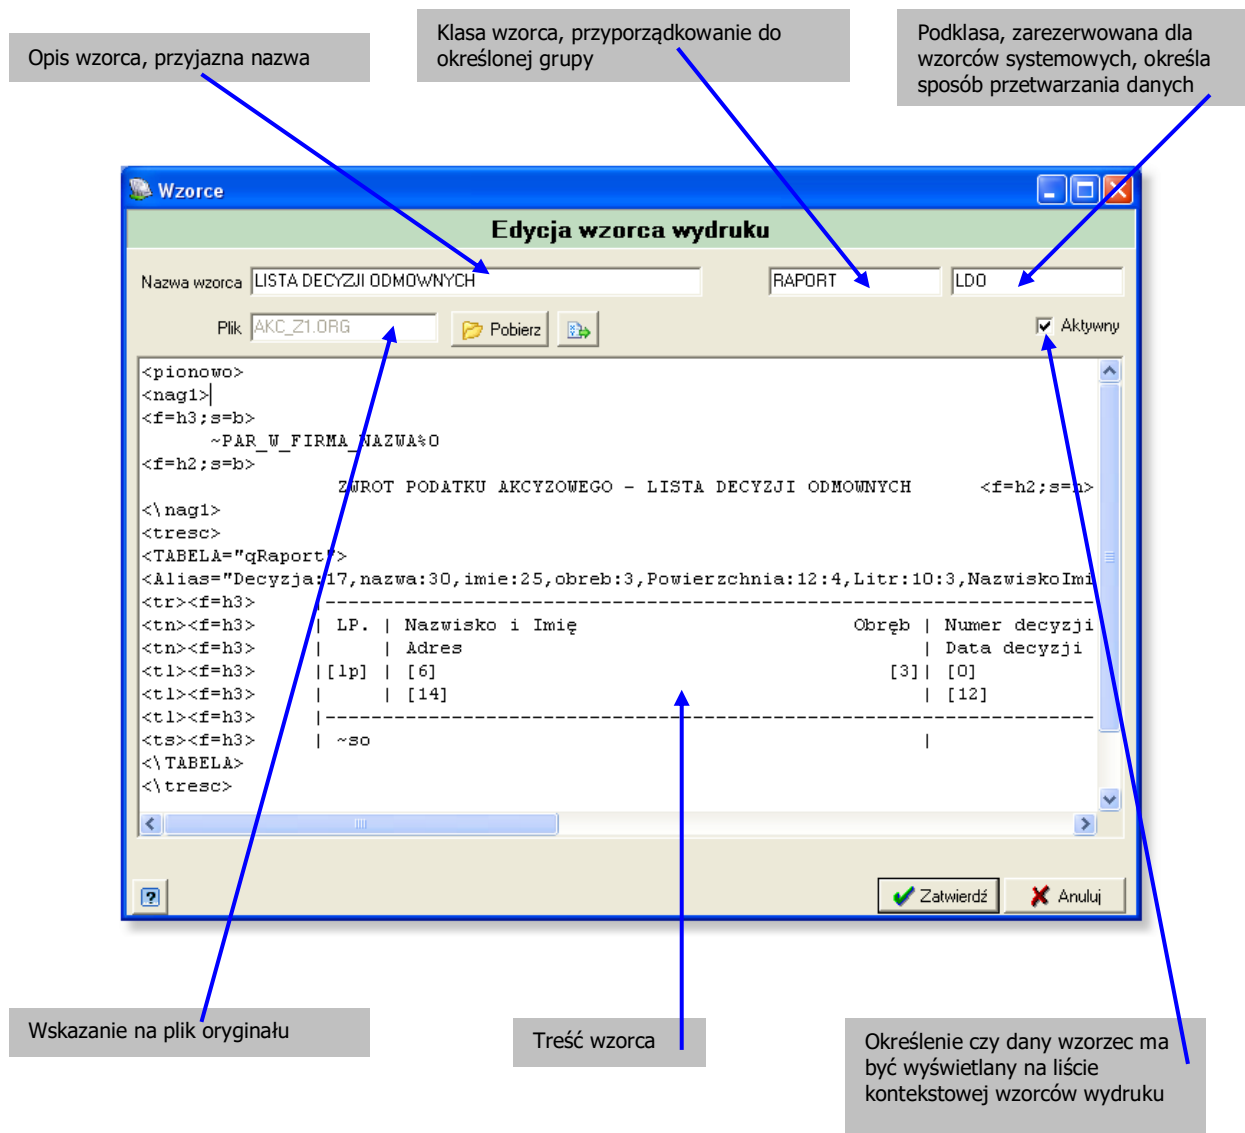 Opis wzorca, przyjazna nazwa
Klasa wzorca, przyporządkowanie do
określonej grupy
Podklasa, zarezerwowana dla
wzorców systemowych, określa
sposób przetwarzania danych
Wzorce
Edycja wzorca wydruku
Nazwa wzorca LISTA DECYZJI ODMOWNYCH RAPORT LDO
Plik AKC_Z1.ORG Pobierz Aktywny
<pionowo>
<nag1>
<f=h3;s=b>
~PAR_W_FIRMA_NAZWA%O
<f=h2;s=b>
ZWROT PODATKU AKCYZOWEGO - LISTA DECYZJI ODMOWNYCH <f=h2;s=n>
<\nag1>
<tresc>
<TABELA="qRaport">
<Alias="Decyzja:17,nazwa:30,imie:25,obreb:3,Powierzchnia:12:4,Litr:10:3,NazwiskoImi
<tr><f=h3> |-------------------------------------------------------------------
<tn><f=h3> | LP. | Nazwisko i Imię Obręb | Numer decyzji
<tn><f=h3> | | Adres | Data decyzji
<tl><f=h3> |[lp] | [6] [3]| [0]
<tl><f=h3> | | [14] | [12]
<tl><f=h3> |-------------------------------------------------------------------
<ts><f=h3> | ~so |
<\TABELA>
<\tresc>
Zatwierdź Anuluj
Wskazanie na plik oryginału
Treść wzorca
Określenie czy dany wzorzec ma
być wyświetlany na liście
kontekstowej wzorców wydruku